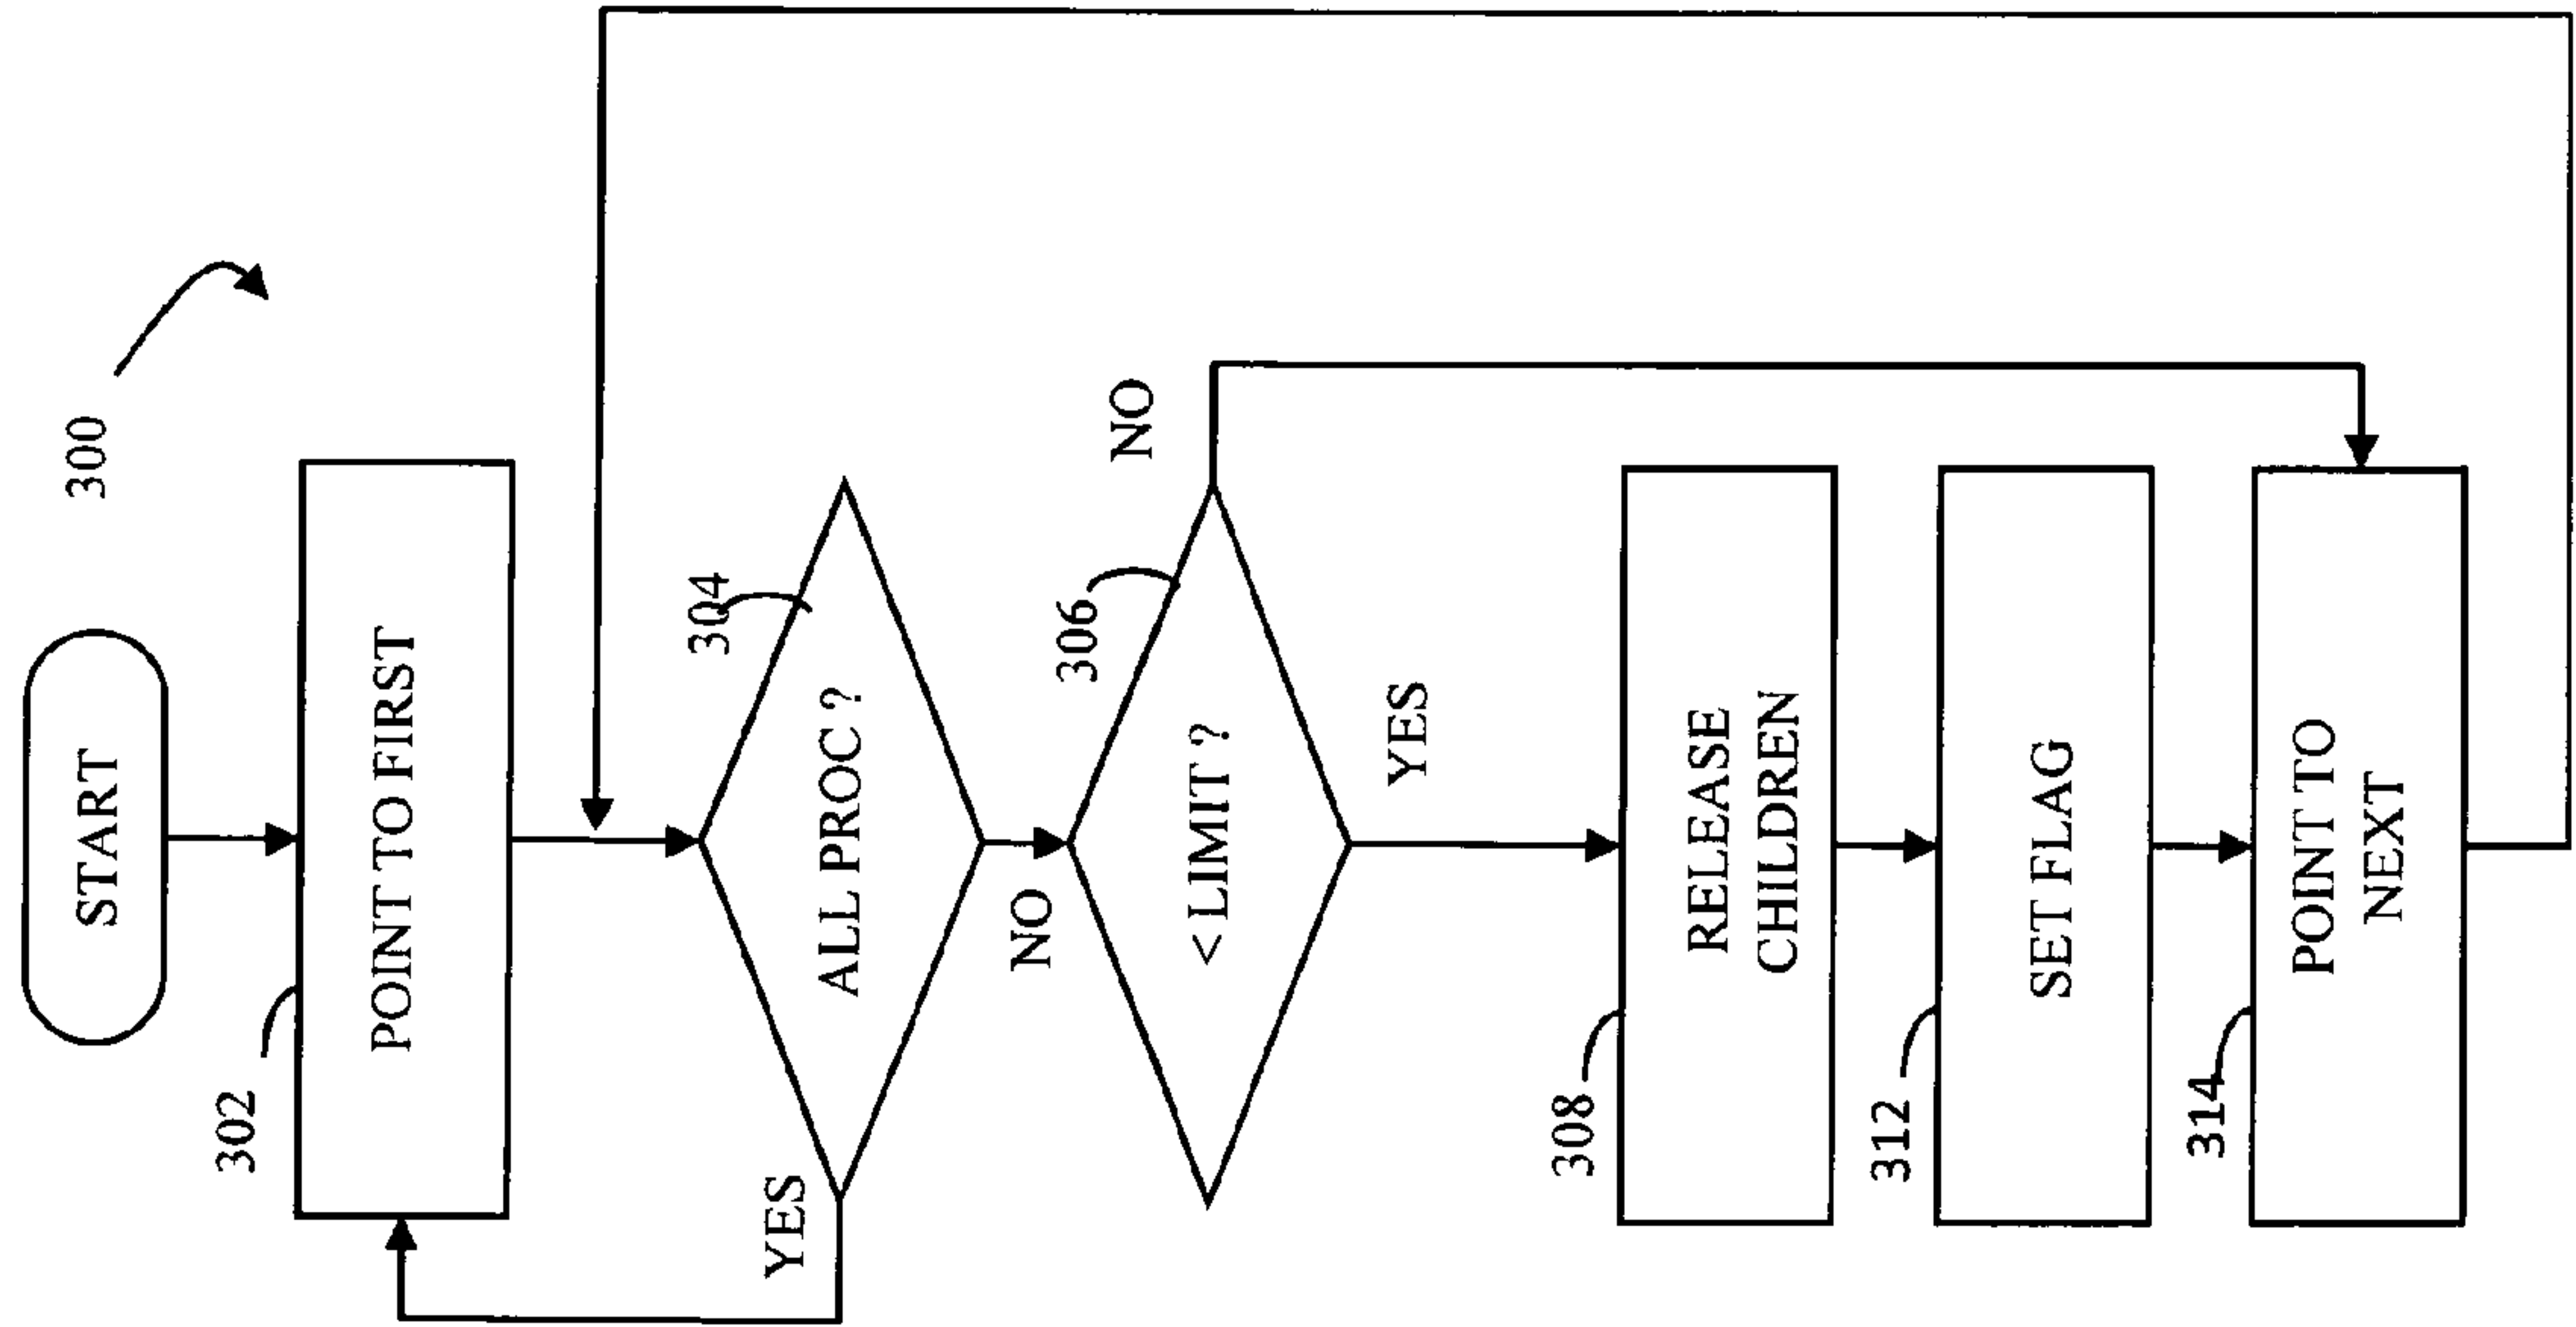 300
START
302
POINT TO FIRST
304
ALL PROC ?
YES
NO
306
< LIMIT ?
NO
YES
308
RELEASE
CHILDREN
312
SET FLAG
314
POINT TO
NEXT